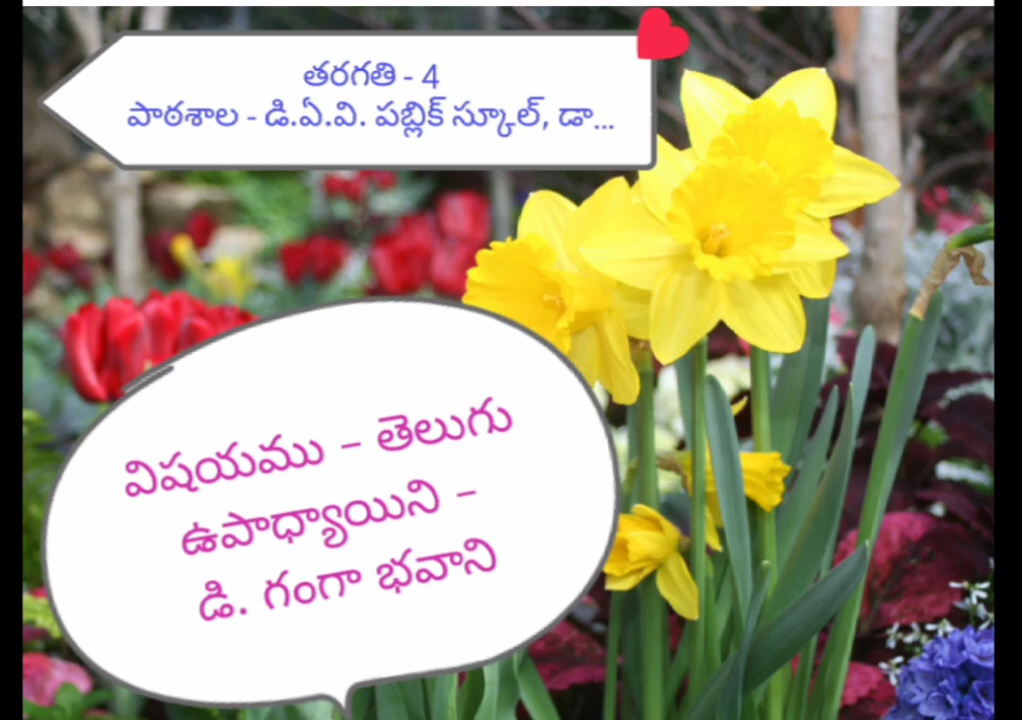 తరగతి - 4
పాఠశాల - డి.ఏ.వి. పబ్లిక్ స్కూల్, డా...
విషయము – తెలుగు
ఉపాధ్యాయిని –
డి. గంగా భవాని